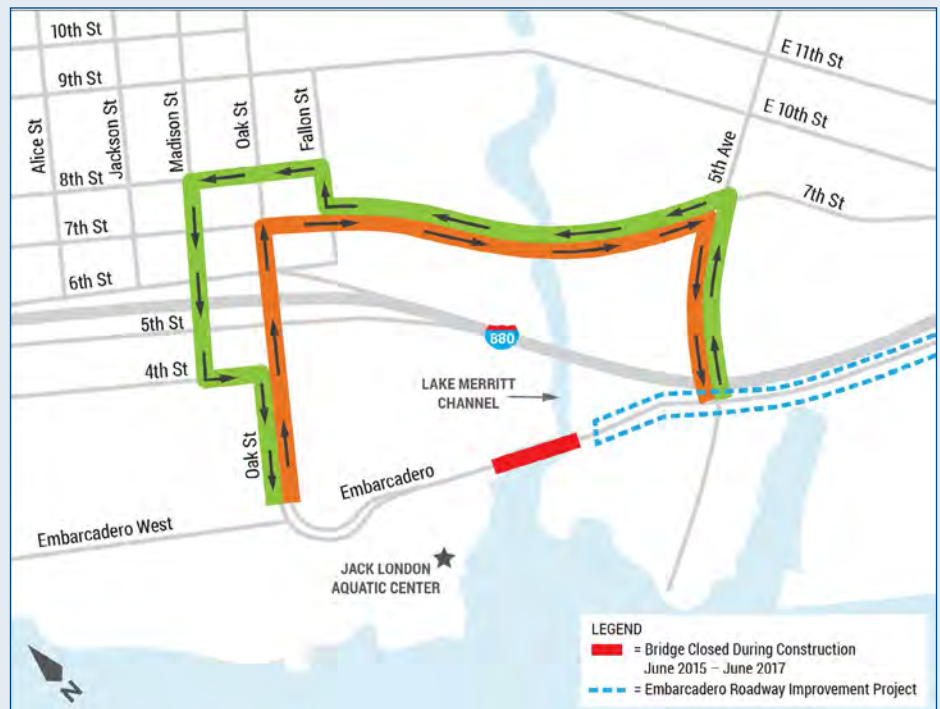 10th St
9th St
Alice St
Jackson St
Madison St
Oak St
Fallon St
E 11th St
E 10th St
5th Ave
8th St
7th St
7th St
6th St
5th St
880
4th St
LAKE MERRITT
CHANNEL
Oak St
Embarcadero
Embarcadero West
JACK LONDON
AQUATIC CENTER
N
LEGEND
= Bridge Closed During Construction
June 2015 – June 2017
= Embarcadero Roadway Improvement Project